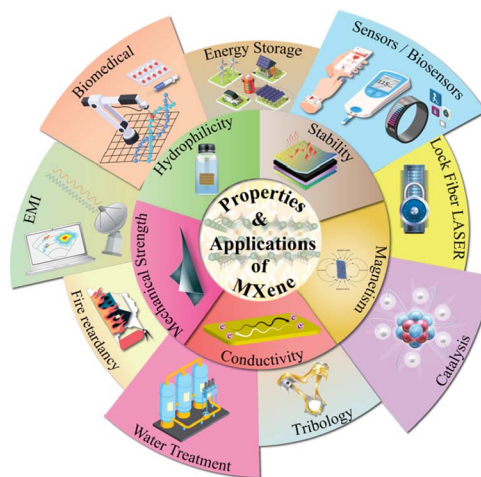 Properties
&
Applications
of
MXene
Hydrophilicity
Stability
Magnetism
Conductivity
Mechanical Strength
Biomedical
Energy Storage
Sensors / Biosensors
Lock Fiber LASER
Catalysis
Tribology
Water Treatment
Fire retardancy
EMI